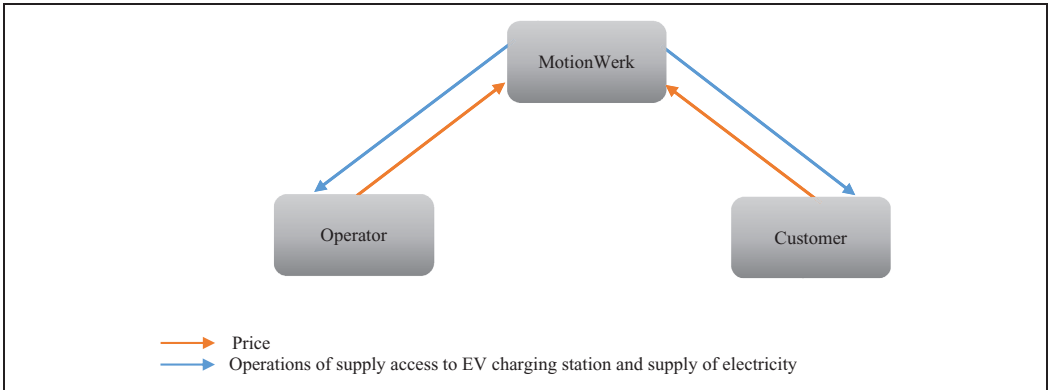 MotionWerk
Operator
Customer
Price
Operations of supply access to EV charging station and supply of electricity